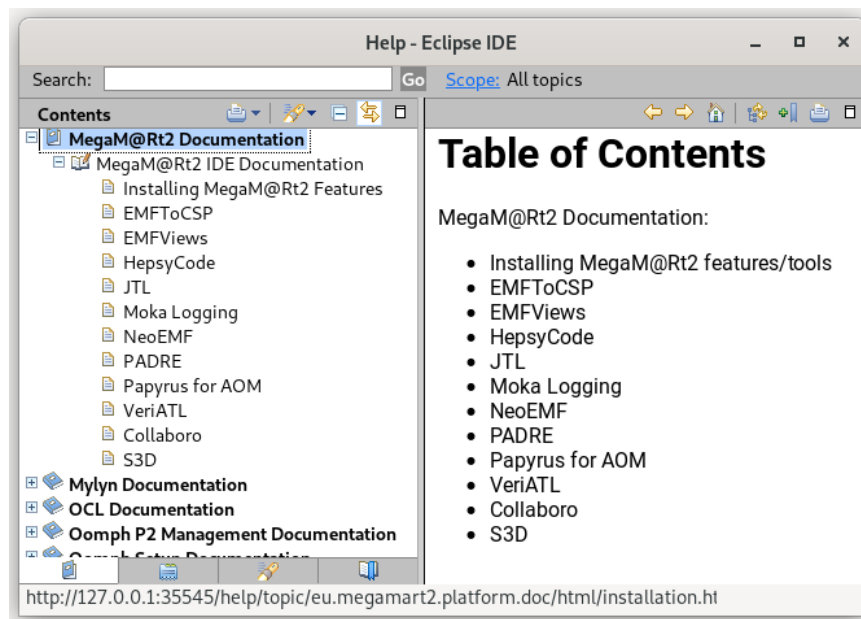 Help - Eclipse IDE
Search:
Go
Scope: All topics
Contents
MegaM@Rt2 Documentation
MegaM@Rt2 IDE Documentation
Installing MegaM@Rt2 Features
EMFToCSP
EMFViews
HepsyCode
JTL
Moka Logging
NeoEMF
PADRE
Papyrus for AOM
VeriATL
Collaboro
S3D
Mylyn Documentation
OCL Documentation
Oomph P2 Management Documentation
Oomph Setup Documentation
Table of Contents
MegaM@Rt2 Documentation:
• Installing MegaM@Rt2 features/tools
• EMFToCSP
• EMFViews
• HepsyCode
• JTL
• Moka Logging
• NeoEMF
• PADRE
• Papyrus for AOM
• VeriATL
• Collaboro
• S3D
http://127.0.0.1:35545/help/topic/eu.megamart2.platform.doc/html/installation.ht